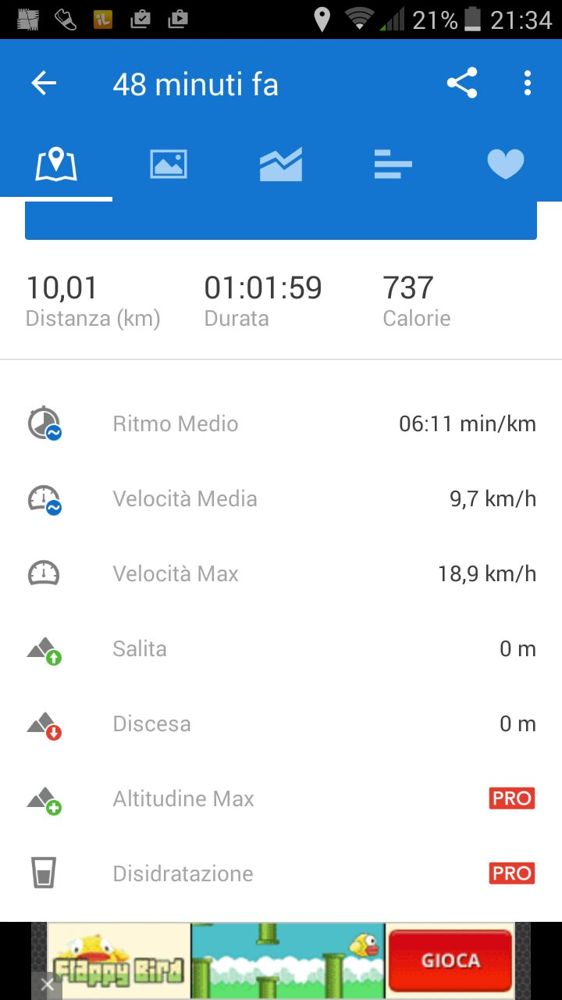 iL
21% 21:34
48 minuti fa
10,01 01:01:59 737
Distanza (km) Durata Calorie
Ritmo Medio 06:11 min/km
Velocità Media 9,7 km/h
Velocità Max 18,9 km/h
Salita 0 m
Discesa 0 m
Altitudine Max PRO
Disidratazione PRO
Flappy Bird GIOCA